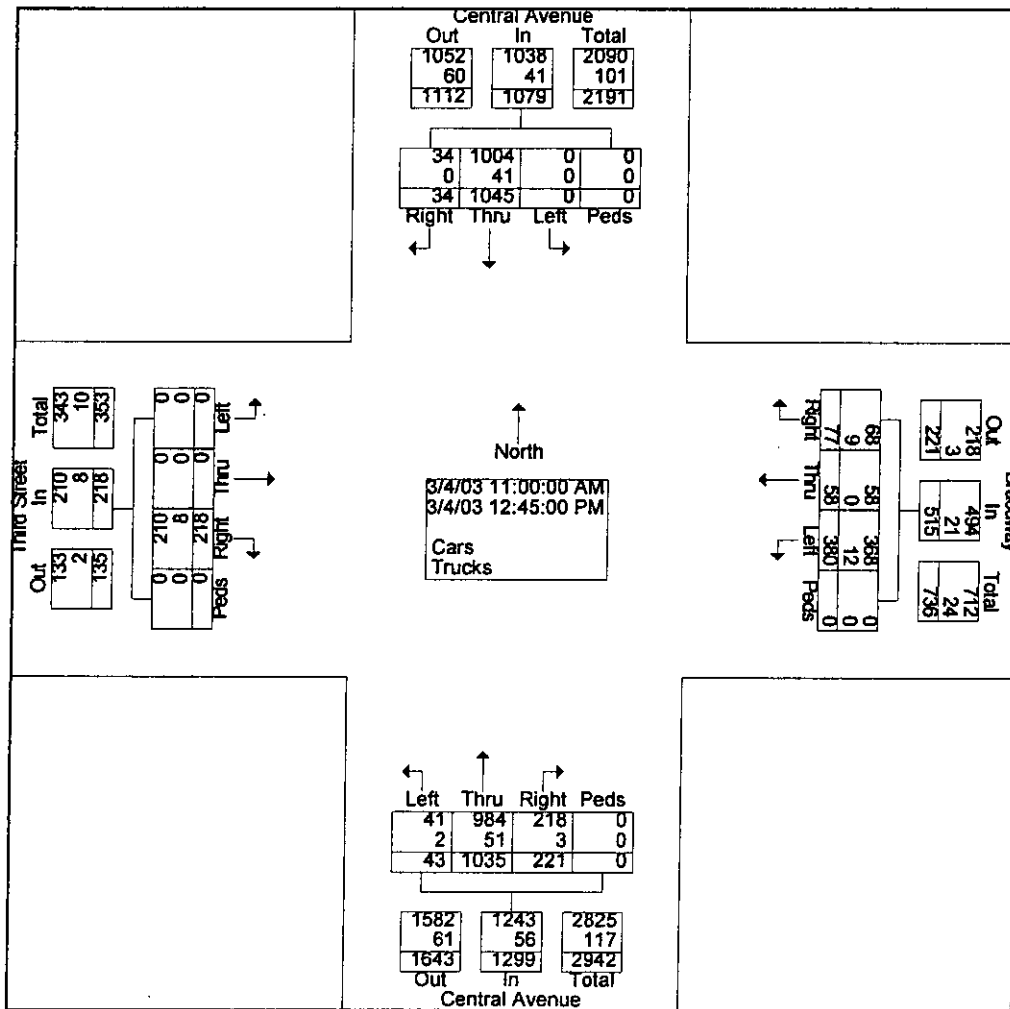 Central Avenue
Out In Total
1052 1038 2090
60 41 101
1112 1079 2191
34 1004 0 0
0 41 0 0
34 1045 0 0
Right Thru Left Peds
Third Street
Total In Out
343 210 133
10 8 2
353 218 135
0 0 210 0
0 0 8 0
0 0 218 0
Left Thru Right Peds
North
3/4/03 11:00:00 AM
3/4/03 12:45:00 PM
Cars
Trucks
Out In Total
218 494 712
3 21 24
221 515 736
68 58 368 0
9 0 12 0
77 58 380 0
Right Thru Left Peds
Left Thru Right Peds
41 984 218 0
2 51 3 0
43 1035 221 0
1582 1243 2825
61 56 117
1643 1299 2942
Out In Total
Central Avenue